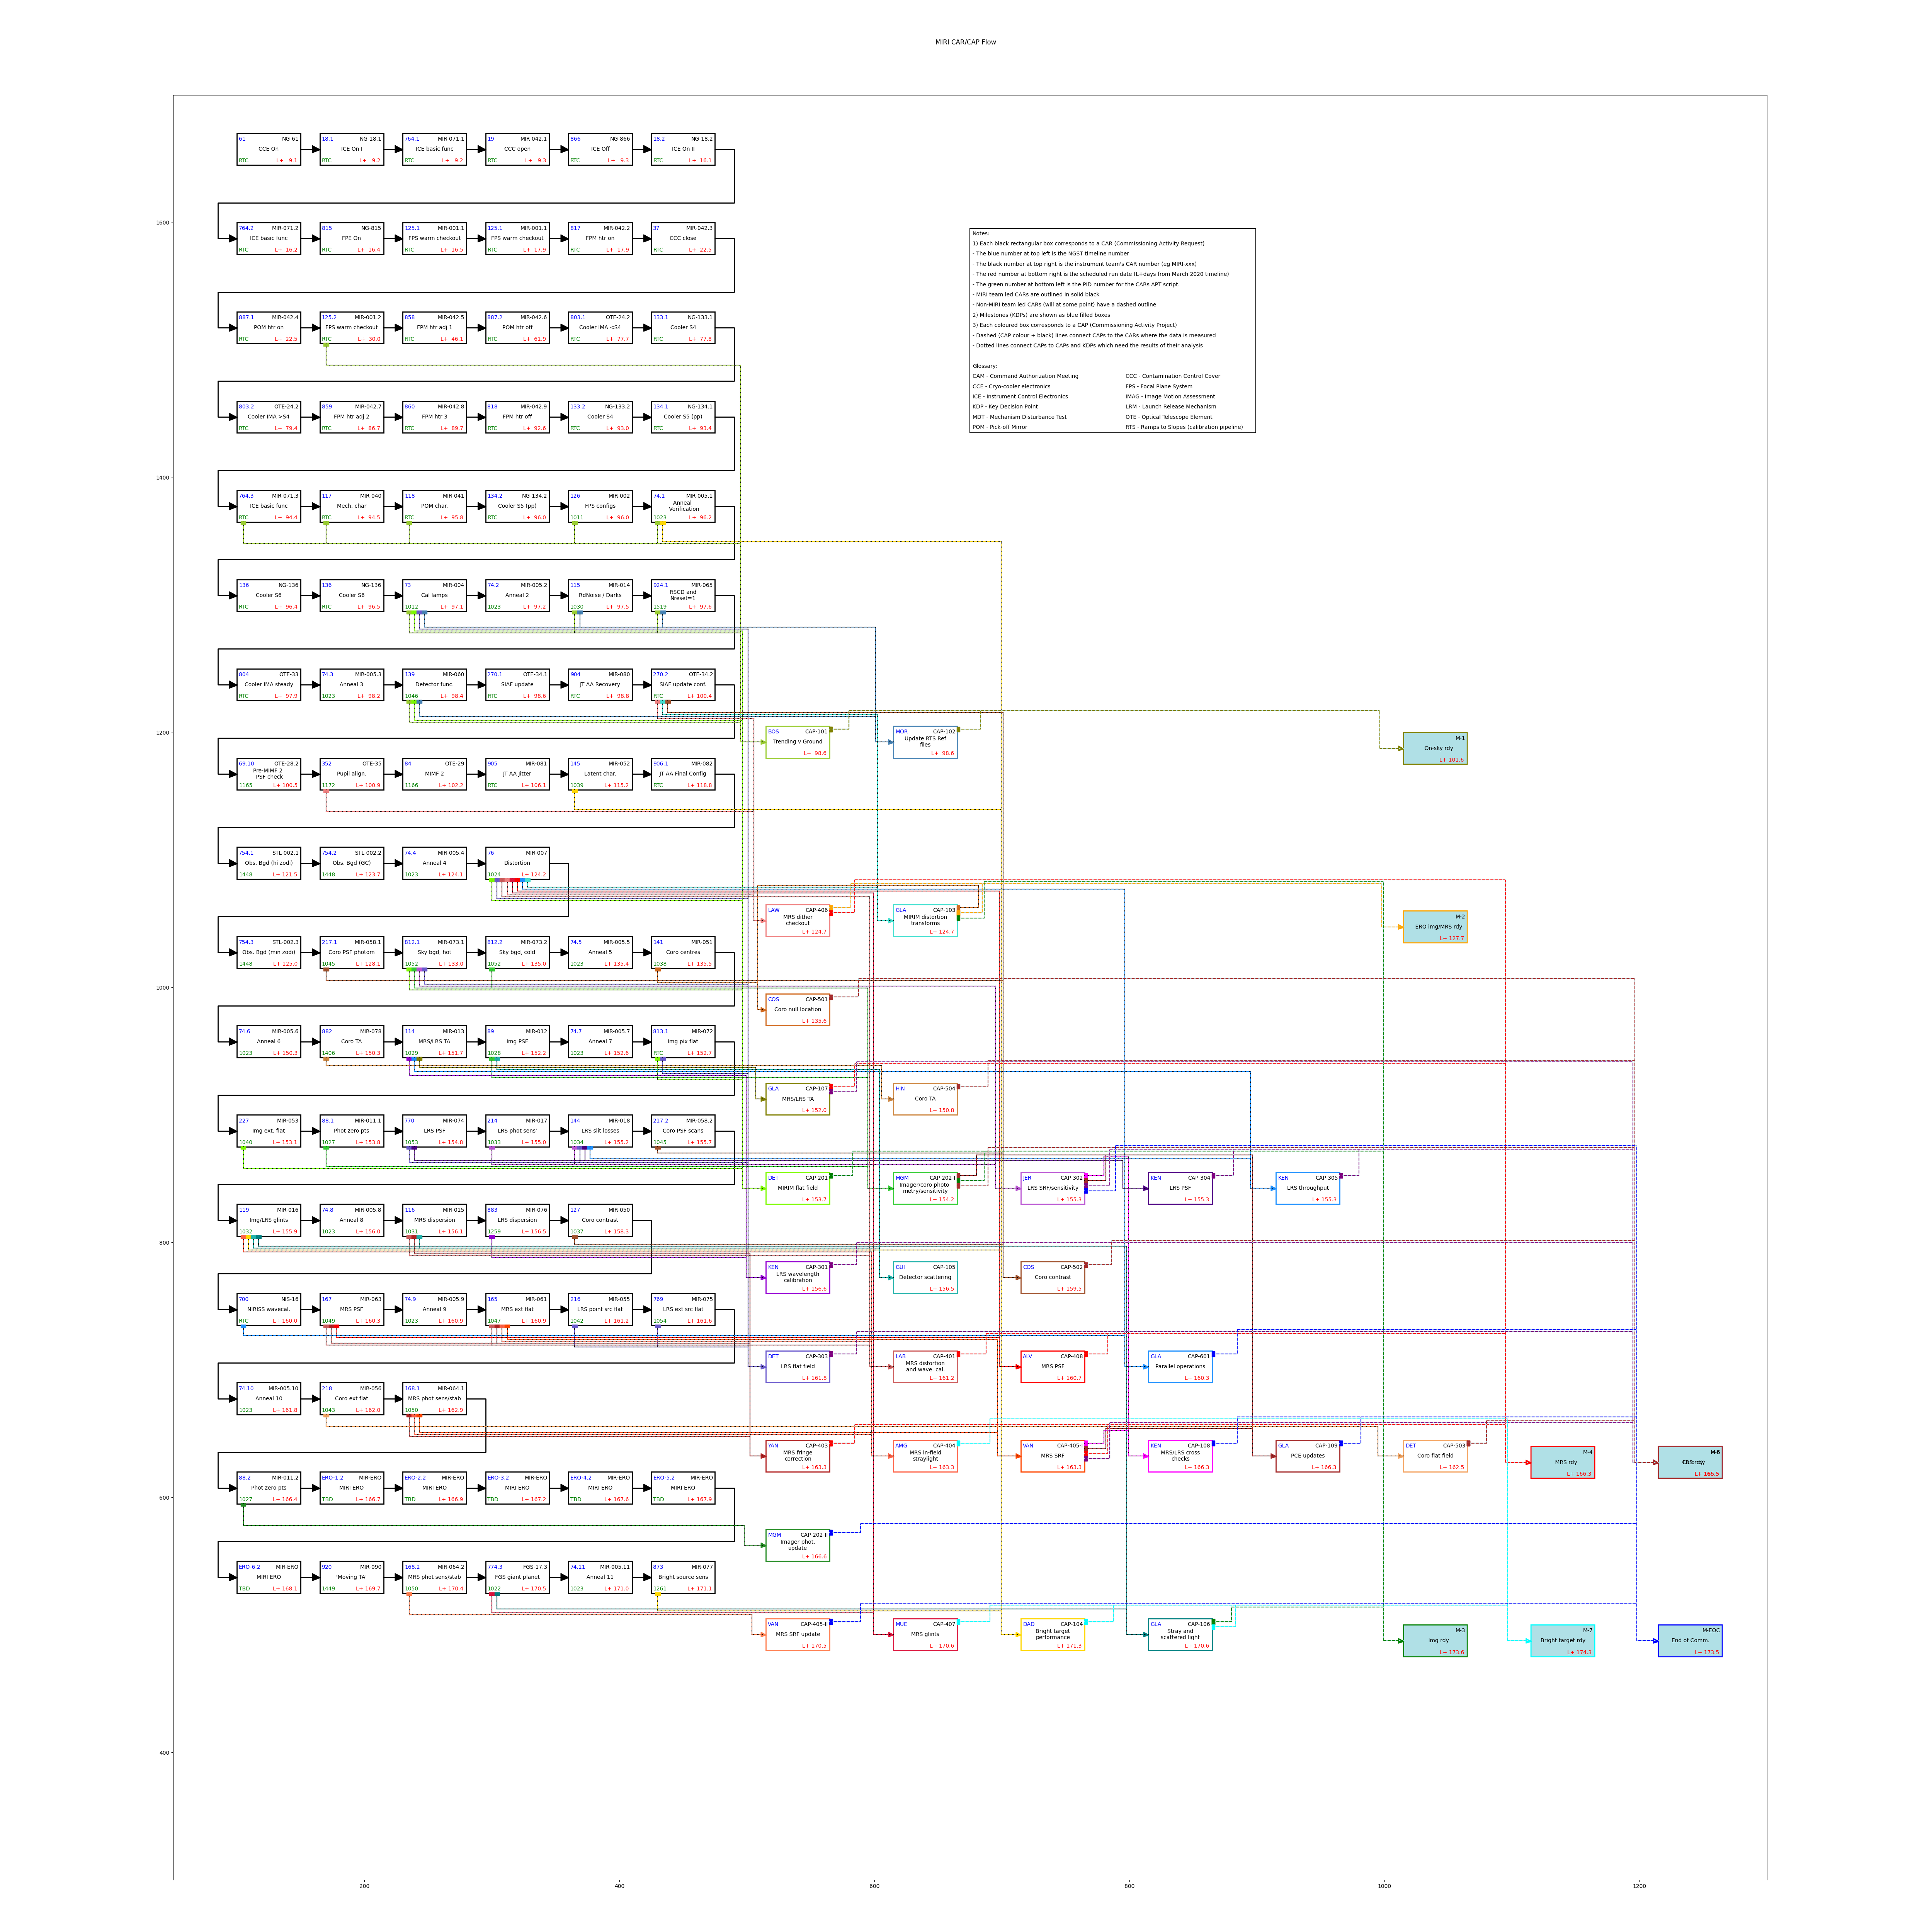 MIRI CAR/CAP Flow
61 NG-61
CCE On
RTC L+ 9.1
18.1 NG-18.1
ICE On I
RTC L+ 9.2
764.1 MIR-071.1
ICE basic func
RTC L+ 9.2
19 MIR-042.1
CCC open
RTC L+ 9.3
866 NG-866
ICE Off
RTC L+ 9.3
18.2 NG-18.2
ICE On II
RTC L+ 16.1
764.2 MIR-071.2
ICE basic func
RTC L+ 16.2
815 NG-815
FPE On
RTC L+ 16.4
125.1 MIR-001.1
FPS warm checkout
RTC L+ 16.5
125.1 MIR-001.1
FPS warm checkout
RTC L+ 17.9
817 MIR-042.2
FPM htr on
RTC L+ 17.9
37 MIR-042.3
CCC close
RTC L+ 22.5
Notes:
1) Each black rectangular box corresponds to a CAR (Commissioning Activity Request)
- The blue number at top left is the NGST timeline number
- The black number at top right is the instrument team's CAR number (eg MIRI-xxx)
- The red number at bottom right is the scheduled run date (L+days from March 2020 timeline)
- The green number at bottom left is the PID number for the CARs APT script.
- MIRI team led CARs are outlined in solid black
- Non-MIRI team led CARs (will at some point) have a dashed outline
2) Milestones (KDPs) are shown as blue filled boxes
3) Each coloured box corresponds to a CAP (Commissioning Activity Project)
- Dashed (CAP colour + black) lines connect CAPs to the CARs where the data is measured
- Dotted lines connect CAPs to CAPs and KDPs which need the results of their analysis
Glossary:
CAM - Command Authorization Meeting CCC - Contamination Control Cover
CCE - Cryo-cooler electronics FPS - Focal Plane System
ICE - Instrument Control Electronics IMAG - Image Motion Assessment
KDP - Key Decision Point LRM - Launch Release Mechanism
MDT - Mechanism Disturbance Test OTE - Optical Telescope Element
POM - Pick-off Mirror RTS - Ramps to Slopes (calibration pipeline)
887.1 MIR-042.4
POM htr on
RTC L+ 22.5
125.2 MIR-001.2
FPS warm checkout
RTC L+ 30.0
858 MIR-042.5
FPM htr adj 1
RTC L+ 46.1
887.2 MIR-042.6
POM htr off
RTC L+ 61.9
803.1 OTE-24.2
Cooler IMA <S4
RTC L+ 77.7
133.1 NG-133.1
Cooler S4
RTC L+ 77.8
803.2 OTE-24.2
Cooler IMA >S4
RTC L+ 79.4
859 MIR-042.7
FPM htr adj 2
RTC L+ 86.7
860 MIR-042.8
FPM htr 3
RTC L+ 89.7
818 MIR-042.9
FPM htr off
RTC L+ 92.6
133.2 NG-133.2
Cooler S4
RTC L+ 93.0
134.1 NG-134.1
Cooler S5 (pp)
RTC L+ 93.4
764.3 MIR-071.3
ICE basic func
RTC L+ 94.4
117 MIR-040
Mech. char
RTC L+ 94.5
118 MIR-041
POM char.
RTC L+ 95.8
134.2 NG-134.2
Cooler S5 (pp)
RTC L+ 96.0
126 MIR-002
FPS configs
1011 L+ 96.0
74.1 MIR-005.1
Anneal
Verification
1023 L+ 96.2
136 NG-136
Cooler S6
RTC L+ 96.4
136 NG-136
Cooler S6
RTC L+ 96.5
73 MIR-004
Cal lamps
1012 L+ 97.1
74.2 MIR-005.2
Anneal 2
1023 L+ 97.2
115 MIR-014
RdNoise / Darks
1030 L+ 97.5
924.1 MIR-065
RSCD and
Nreset=1
1519 L+ 97.6
804 OTE-33
Cooler IMA steady
RTC L+ 97.9
74.3 MIR-005.3
Anneal 3
1023 L+ 98.2
139 MIR-060
Detector func.
1046 L+ 98.4
270.1 OTE-34.1
SIAF update
RTC L+ 98.6
904 MIR-080
JT AA Recovery
RTC L+ 98.8
270.2 OTE-34.2
SIAF update conf.
RTC L+ 100.4
BOS CAP-101
Trending v Ground
L+ 98.6
MOR CAP-102
Update RTS Ref
files
L+ 98.6
M-1
On-sky rdy
L+ 101.6
69,10 OTE-28.2
Pre-MIMF 2
PSF check
1165 L+ 100.5
352 OTE-35
Pupil align.
1172 L+ 100.9
84 OTE-29
MIMF 2
1166 L+ 102.2
905 MIR-081
JT AA Jitter
RTC L+ 106.1
145 MIR-052
Latent char.
1039 L+ 115.2
906.1 MIR-082
JT AA Final Config
RTC L+ 118.8
754.1 STL-002.1
Obs. Bgd (hi zodi)
1448 L+ 121.5
754.2 STL-002.2
Obs. Bgd (GC)
1448 L+ 123.7
74.4 MIR-005.4
Anneal 4
1023 L+ 124.1
76 MIR-007
Distortion
1024 L+ 124.2
LAW CAP-406
MRS dither
checkout
L+ 124.7
GLA CAP-103
MIRIM distortion
transforms
L+ 124.7
M-2
ERO img/MRS rdy
L+ 127.7
754.3 STL-002.3
Obs. Bgd (min zodi)
1448 L+ 125.0
217.1 MIR-058.1
Coro PSF photom
1045 L+ 128.1
812.1 MIR-073.1
Sky bgd, hot
1052 L+ 133.0
812.2 MIR-073.2
Sky bgd, cold
1052 L+ 135.0
74.5 MIR-005.5
Anneal 5
1023 L+ 135.4
141 MIR-051
Coro centres
1038 L+ 135.5
COS CAP-501
Coro null location
L+ 135.6
74.6 MIR-005.6
Anneal 6
1023 L+ 150.3
882 MIR-078
Coro TA
1406 L+ 150.3
114 MIR-013
MRS/LRS TA
1029 L+ 151.7
89 MIR-012
Img PSF
1028 L+ 152.2
74.7 MIR-005.7
Anneal 7
1023 L+ 152.6
813.1 MIR-072
Img pix flat
RTC L+ 152.7
GLA CAP-107
MRS/LRS TA
L+ 152.0
HIN CAP-504
Coro TA
L+ 150.8
227 MIR-053
Img ext. flat
1040 L+ 153.1
88.1 MIR-011.1
Phot zero pts
1027 L+ 153.8
770 MIR-074
LRS PSF
1053 L+ 154.8
214 MIR-017
LRS phot sens'
1033 L+ 155.0
144 MIR-018
LRS slit losses
1034 L+ 155.2
217.2 MIR-058.2
Coro PSF scans
1045 L+ 155.7
DET CAP-201
MIRIM flat field
L+ 153.7
MGM CAP-202-I
Imager/coro photo-
metry/sensitivity
L+ 154.2
JER CAP-302
LRS SRF/sensitivity
L+ 155.3
KEN CAP-304
LRS PSF
L+ 155.3
KEN CAP-305
LRS throughput
L+ 155.3
119 MIR-016
Img/LRS glints
1032 L+ 155.9
74.8 MIR-005.8
Anneal 8
1023 L+ 156.0
116 MIR-015
MRS dispersion
1031 L+ 156.1
883 MIR-076
LRS dispersion
1259 L+ 156.5
127 MIR-050
Coro contrast
1037 L+ 158.3
KEN CAP-301
LRS wavelength
calibration
L+ 156.6
GUI CAP-105
Detector scattering
L+ 156.5
COS CAP-502
Coro contrast
L+ 159.5
700 NIS-16
NIRISS wavecal.
RTC L+ 160.0
167 MIR-063
MRS PSF
1049 L+ 160.3
74.9 MIR-005.9
Anneal 9
1023 L+ 160.9
165 MIR-061
MRS ext flat
1047 L+ 160.9
216 MIR-055
LRS point src flat
1042 L+ 161.2
769 MIR-075
LRS ext src flat
1054 L+ 161.6
DET CAP-303
LRS flat field
L+ 161.8
LAB CAP-401
MRS distortion
and wave. cal.
L+ 161.2
ALV CAP-408
MRS PSF
L+ 160.7
GLA CAP-601
Parallel operations
L+ 160.3
74.10 MIR-005.10
Anneal 10
1023 L+ 161.8
218 MIR-056
Coro ext flat
1043 L+ 162.0
168.1 MIR-064.1
MRS phot sens/stab
1050 L+ 162.9
YAN CAP-403
MRS fringe
correction
L+ 163.3
AMG CAP-404
MRS in-field
straylight
L+ 163.3
VAN CAP-405-I
MRS SRF
L+ 163.3
KEN CAP-108
MRS/LRS cross
checks
L+ 166.3
GLA CAP-109
PCE updates
L+ 166.3
DET CAP-503
Coro flat field
L+ 162.5
M-4
MRS rdy
L+ 166.3
L+ 166.3
88.2 MIR-011.2
Phot zero pts
1027 L+ 166.4
ERO-1.2 MIR-ERO
MIRI ERO
TBD L+ 166.7
ERO-2.2 MIR-ERO
MIRI ERO
TBD L+ 166.9
ERO-3.2 MIR-ERO
MIRI ERO
TBD L+ 167.2
ERO-4.2 MIR-ERO
MIRI ERO
TBD L+ 167.6
ERO-5.2 MIR-ERO
MIRI ERO
TBD L+ 167.9
MGM CAP-202-II
Imager phot.
update
L+ 166.6
ERO-6.2 MIR-ERO
MIRI ERO
TBD L+ 168.1
920 MIR-090
'Moving TA'
1449 L+ 169.7
168.2 MIR-064.2
MRS phot sens/stab
1050 L+ 170.4
774.3 FGS-17.3
FGS giant planet
1022 L+ 170.5
74.11 MIR-005.11
Anneal 11
1023 L+ 171.0
873 MIR-077
Bright source sens
1261 L+ 171.1
VAN CAP-405-II
MRS SRF update
L+ 170.5
MUE CAP-407
MRS glints
L+ 170.6
DAD CAP-104
Bright target
performance
L+ 171.3
GLA CAP-106
Stray and
scattered light
L+ 170.6
M-3
Img rdy
L+ 173.6
M-7
Bright target rdy
L+ 174.3
M-EOC
End of Comm.
L+ 173.5
1600
1400
1200
1000
800
600
400
200 400 600 800 1000 1200